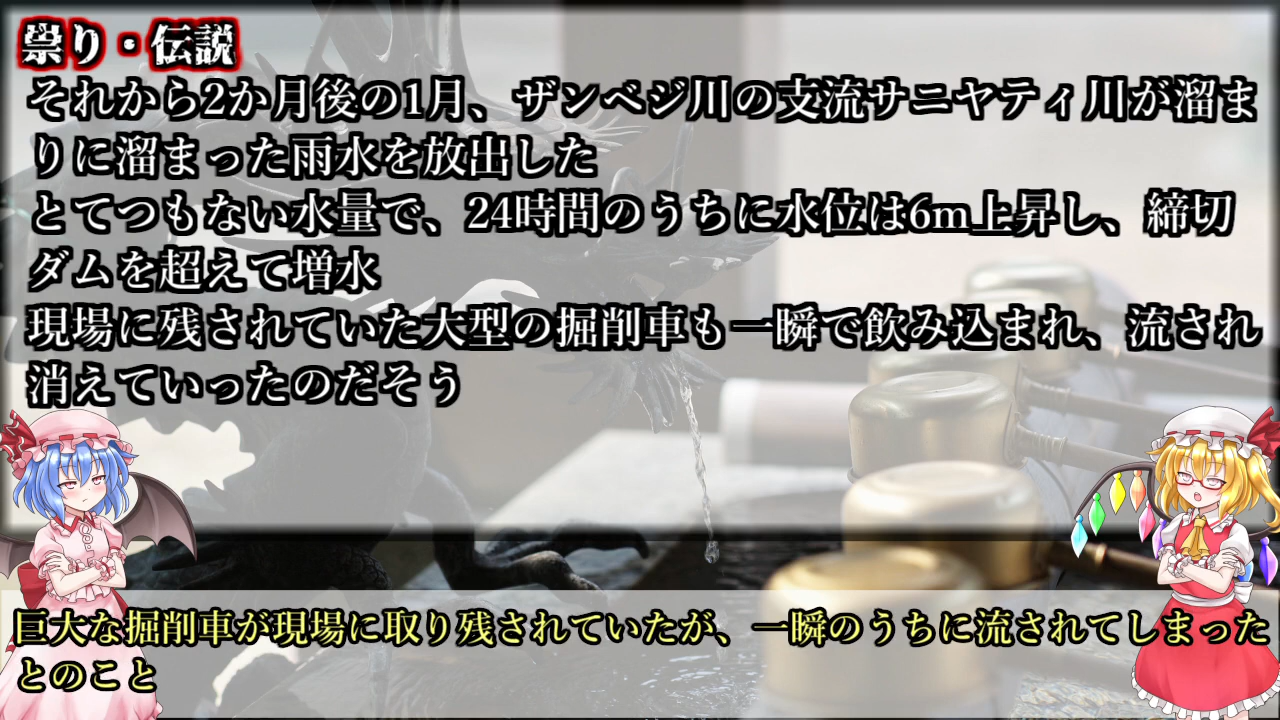 祟り・伝説
それから2か月後の1月、ザンベジ川の支流サニヤティ川が溜ま
りに溜まった雨水を放出した
とてつもない水量で、24時間のうちに水位は6m上昇し、締切
ダムを超えて増水
現場に残されていた大型の掘削車も一瞬で飲み込まれ、流され
消えていったのだそう
巨大な掘削車が現場に取り残されていたが、一瞬のうちに流されてしまった
とのこと